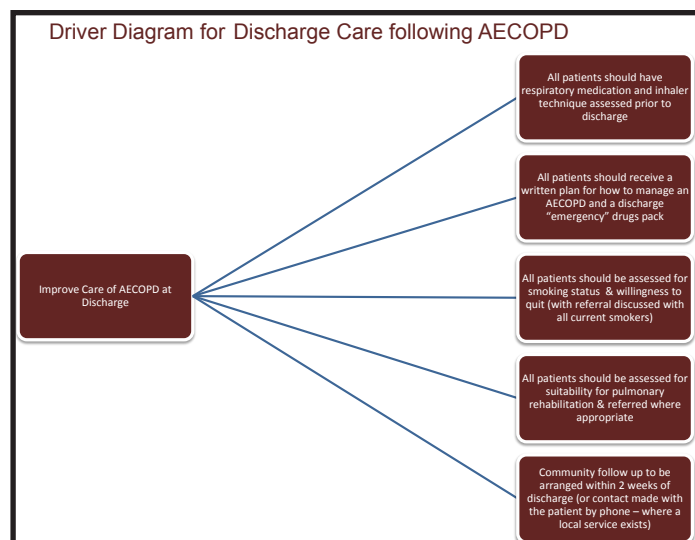 Driver Diagram for Discharge Care following AECOPD
All patients should have
respiratory medication and inhaler
technique assessed prior to
discharge
All patients should receive a
written plan for how to manage an
AECOPD and a discharge
“emergency” drugs pack
Improve Care of AECOPD at
Discharge
All patients should be assessed for
smoking status & willingness to
quit (with referral discussed with
all current smokers)
All patients should be assessed for
suitability for pulmonary
rehabilitation & referred where
appropriate
Community follow up to be
arranged within 2 weeks of
discharge (or contact made with
the patient by phone – where a
local service exists)